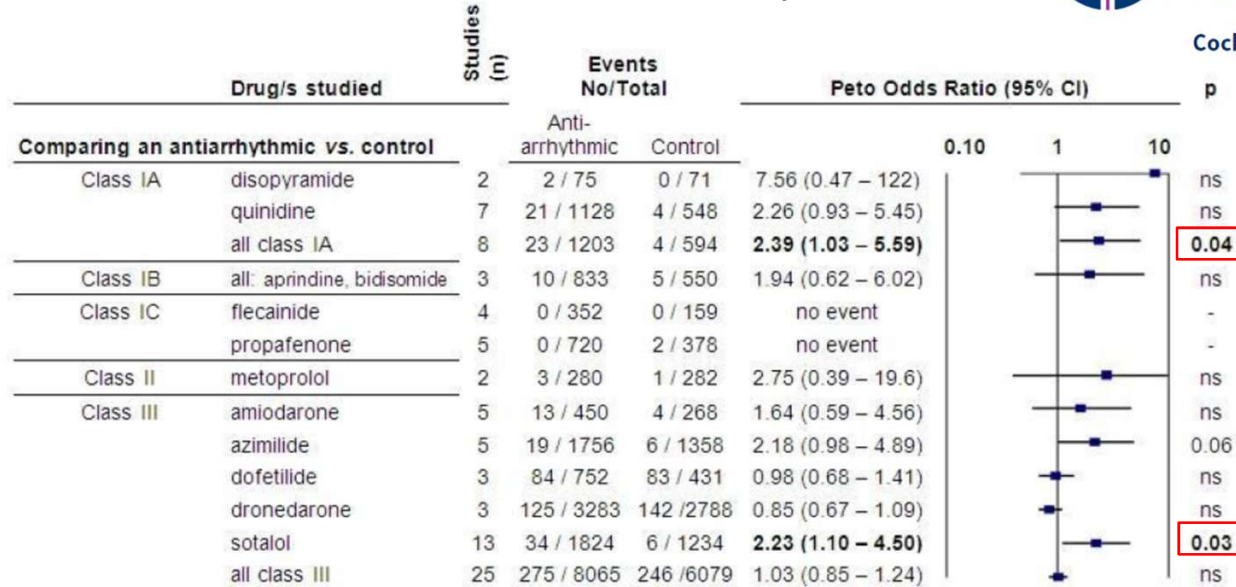 Coch
Studies (n)
Events
No/Total
Drug/s studied
Peto Odds Ratio (95% CI)
p
Anti-
arrhythmic
Control
Comparing an antiarrhythmic vs. control
0.10 1 10
Class IA disopyramide 2 2 / 75 0 / 71 7.56 (0.47 – 122) ns
quinidine 7 21 / 1128 4 / 548 2.26 (0.93 – 5.45) ns
all class IA 8 23 / 1203 4 / 594 2.39 (1.03 – 5.59) 0.04
Class IB all: aprindine, bidisomide 3 10 / 833 5 / 550 1.94 (0.62 – 6.02) ns
Class IC flecainide 4 0 / 352 0 / 159 no event -
propafenone 5 0 / 720 2 / 378 no event -
Class II metoprolol 2 3 / 280 1 / 282 2.75 (0.39 – 19.6) ns
Class III amiodarone 5 13 / 450 4 / 268 1.64 (0.59 – 4.56) ns
azimilide 5 19 / 1756 6 / 1358 2.18 (0.98 – 4.89) 0.06
dofetilide 3 84 / 752 83 / 431 0.98 (0.68 – 1.41) ns
dronedarone 3 125 / 3283 142 /2788 0.85 (0.67 – 1.09) ns
sotalol 13 34 / 1824 6 / 1234 2.23 (1.10 – 4.50) 0.03
all class III 25 275 / 8065 246 /6079 1.03 (0.85 – 1.24) ns